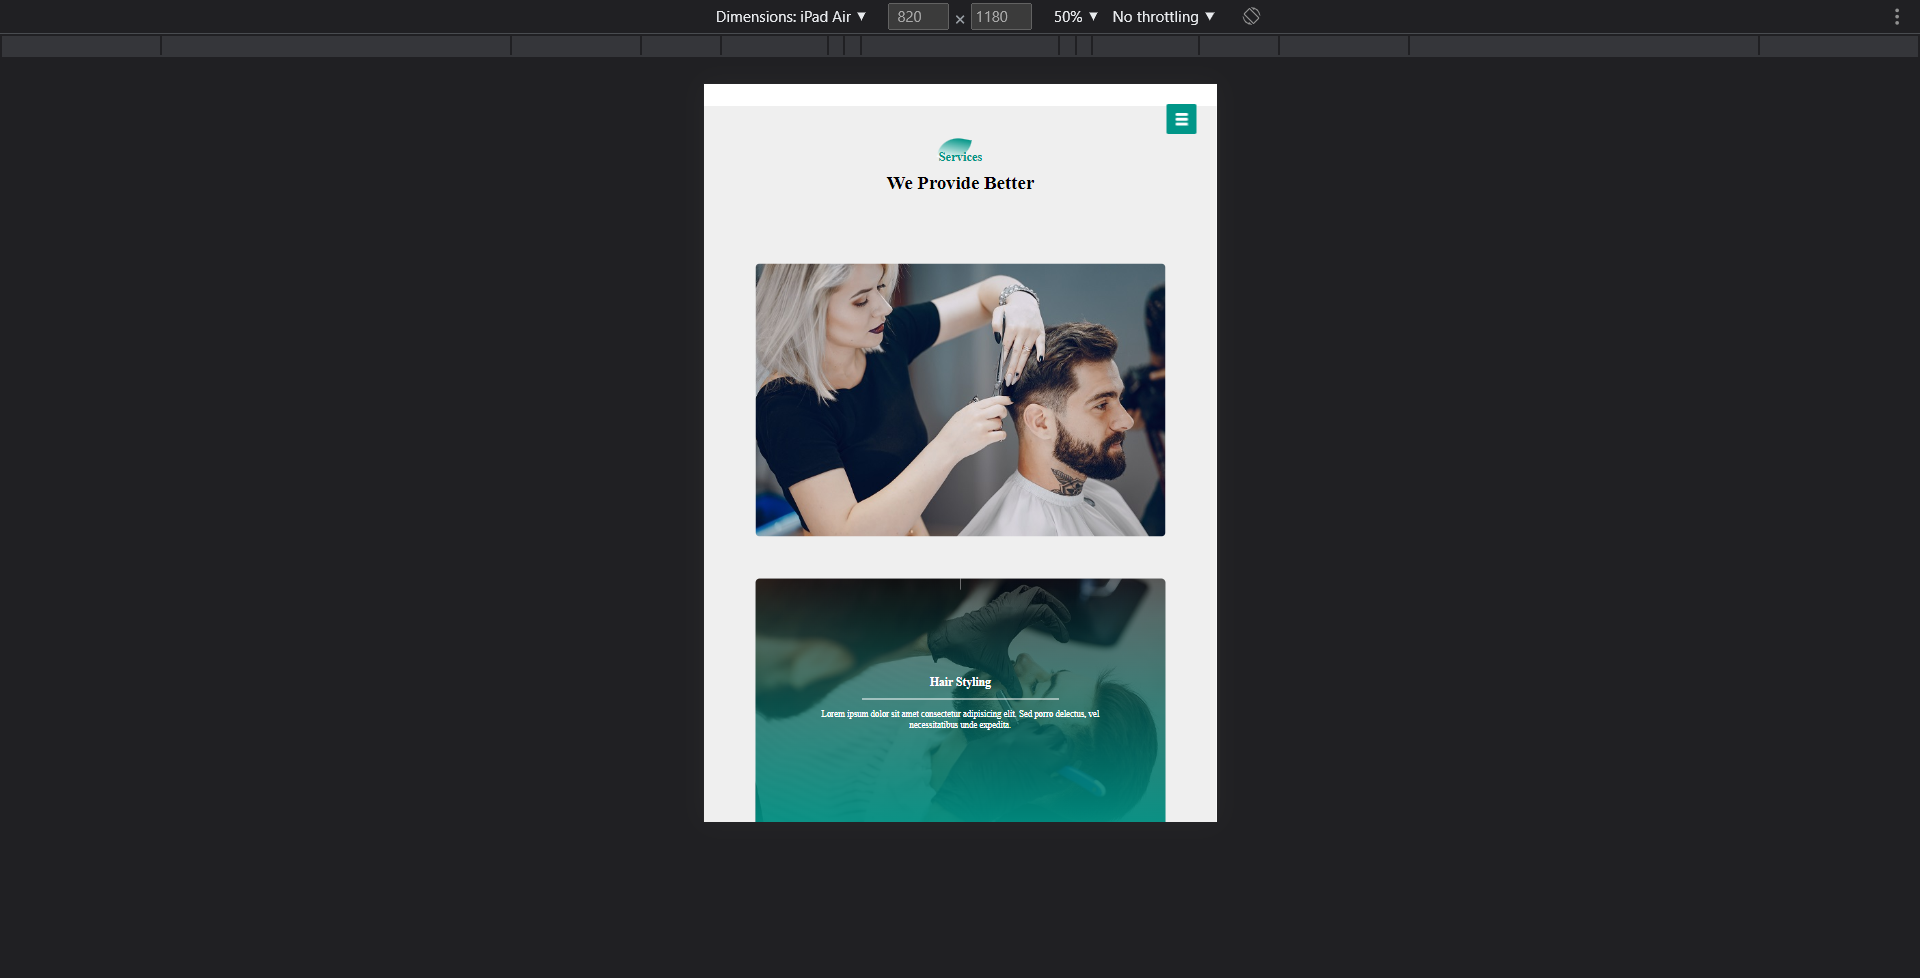 Dimensions: iPad Air ▼ 820 × 1180 50% ▼ No throttling ▼
Services
We Provide Better
Hair Styling
Lorem ipsum dolor sit amet consectetur adipisicing elit. Sed porro delectus, vel
necessitatibus unde expedita.